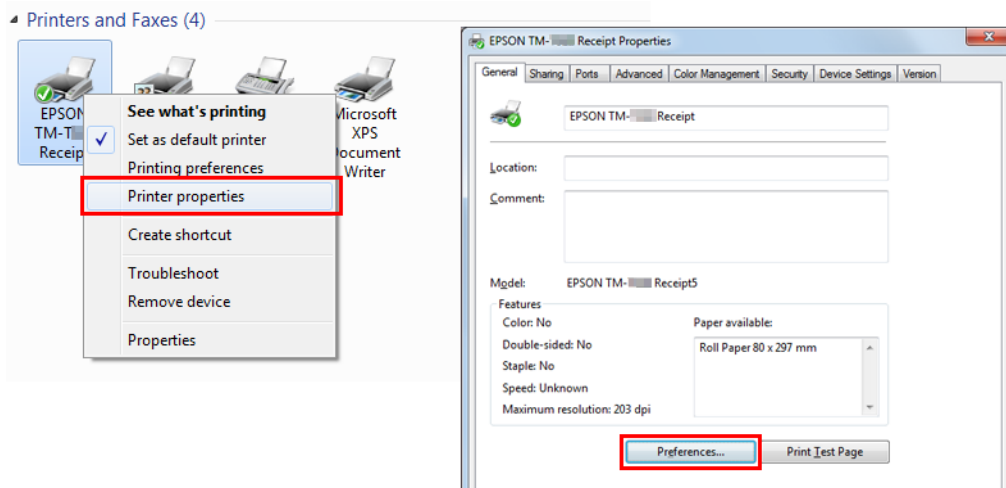 Printers and Faxes (4)
EPSON
TM-T
Receip
Microsoft
XPS
Document
Writer
See what's printing
Set as default printer
Printing preferences
Printer properties
Create shortcut
Troubleshoot
Remove device
Properties
EPSON TM- Receipt Properties
General Sharing Ports Advanced Color Management Security Device Settings Version
EPSON TM- Receipt
Location:
Comment:
Model: EPSON TM- Receipt5
Features
Color: No Paper available:
Double-sided: No Roll Paper 80 x 297 mm
Staple: No
Speed: Unknown
Maximum resolution: 203 dpi
Preferences... Print Test Page